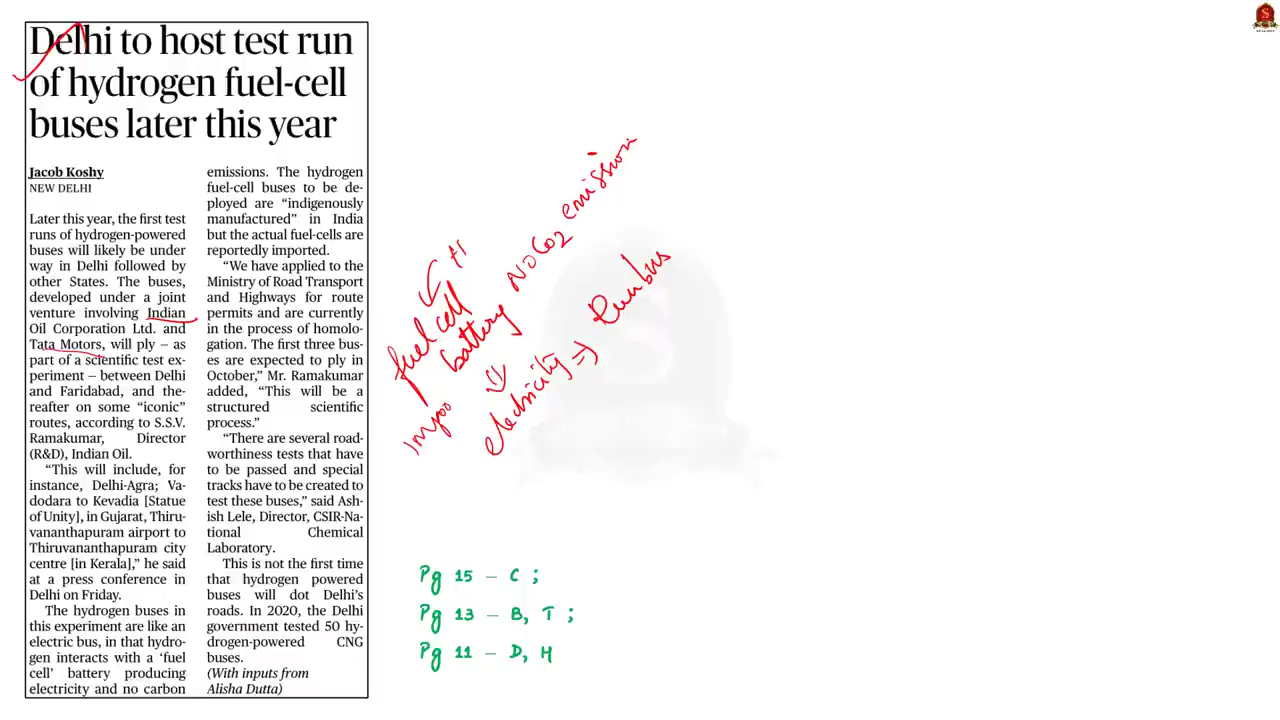 Delhi to host test run
of hydrogen fuel-cell
buses later this year
Jacob Koshy
NEW DELHI
Later this year, the first test
runs of hydrogen-powered
buses will likely be under
way in Delhi followed by
other States. The buses,
developed under a joint
venture involving Indian
Oil Corporation Ltd. and
Tata Motors, will ply – as
part of a scientific test ex-
periment – between Delhi
and Faridabad, and the-
reafter on some “iconic”
routes, according to S.S.V.
Ramakumar, Director
(R&D), Indian Oil.
“This will include, for
instance, Delhi-Agra; Va-
dodara to Kevadia [Statue
of Unity], in Gujarat, Thiru-
vananthapuram airport to
Thiruvananthapuram city
centre [in Kerala],” he said
at a press conference in
Delhi on Friday.
The hydrogen buses in
this experiment are like an
electric bus, in that hydro-
gen interacts with a ‘fuel
cell’ battery producing
electricity and no carbon
emissions. The hydrogen
fuel-cell buses to be de-
ployed are “indigenously
manufactured” in India
but the actual fuel-cells are
reportedly imported.
“We have applied to the
Ministry of Road Transport
and Highways for route
permits and are currently
in the process of homolo-
gation. The first three bus-
es are expected to ply in
October,” Mr. Ramakumar
added, “This will be a
structured scientific
process.”
“There are several road-
worthiness tests that have
to be passed and special
tracks have to be created to
test these buses,” said Ash-
ish Lele, Director, CSIR-Na-
tional Chemical
Laboratory.
This is not the first time
that hydrogen powered
buses will dot Delhi’s
roads. In 2020, the Delhi
government tested 50 hy-
drogen-powered CNG
buses.
(With inputs from
Alisha Dutta)
fuel cell
battery
No CO2 emission
electricity ⇒ Run bus
Pg 15 – C ;
Pg 13 – B, T ;
Pg 11 – D, H